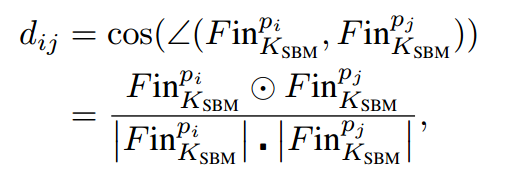 d_{ij} = \cos(\angle(Fin^{p_i}_{K_{SBM}}, Fin^{p_j}_{K_{SBM}}))
= \frac{Fin^{p_i}_{K_{SBM}} \odot Fin^{p_j}_{K_{SBM}}}{|Fin^{p_i}_{K_{SBM}}| \cdot |Fin^{p_j}_{K_{SBM}}|},